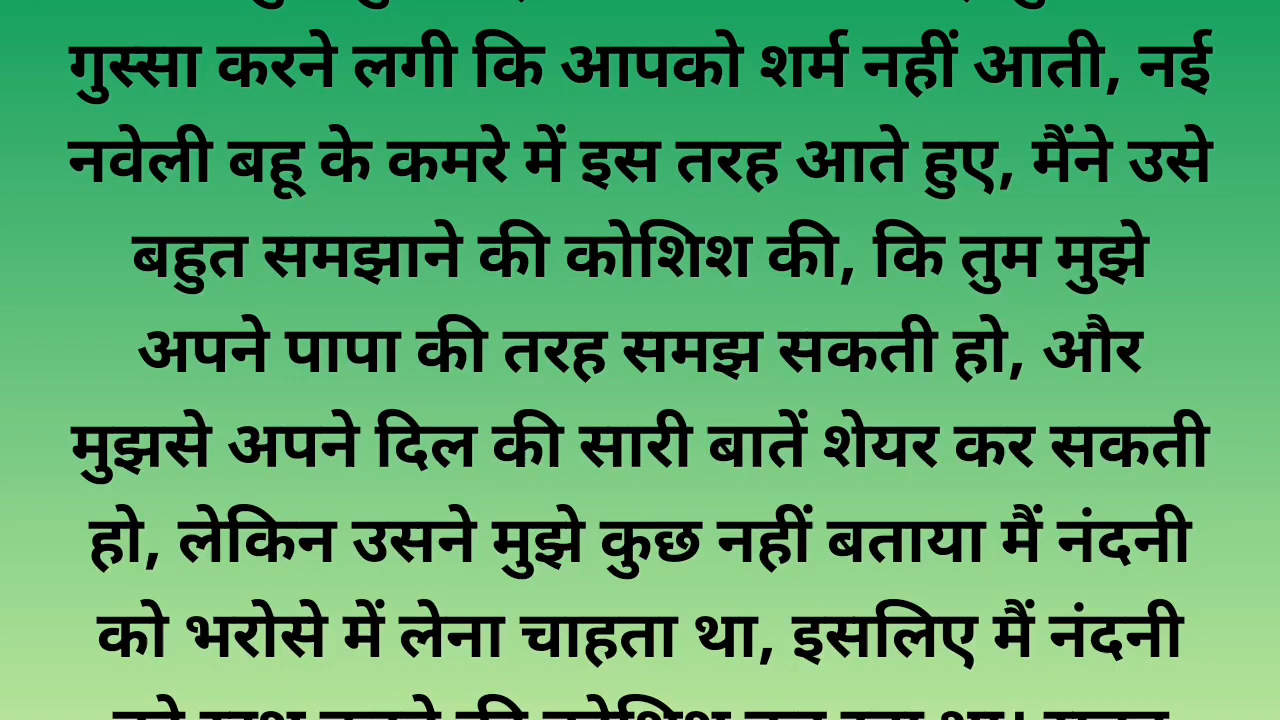 गुस्सा करने लगी कि आपको शर्म नहीं आती, नई
नवेली बहू के कमरे में इस तरह आते हुए, मैंने उसे
बहुत समझाने की कोशिश की, कि तुम मुझे
अपने पापा की तरह समझ सकती हो, और
मुझसे अपने दिल की सारी बातें शेयर कर सकती
हो, लेकिन उसने मुझे कुछ नहीं बताया मैं नंदनी
को भरोसे में लेना चाहता था, इसलिए मैं नंदनी